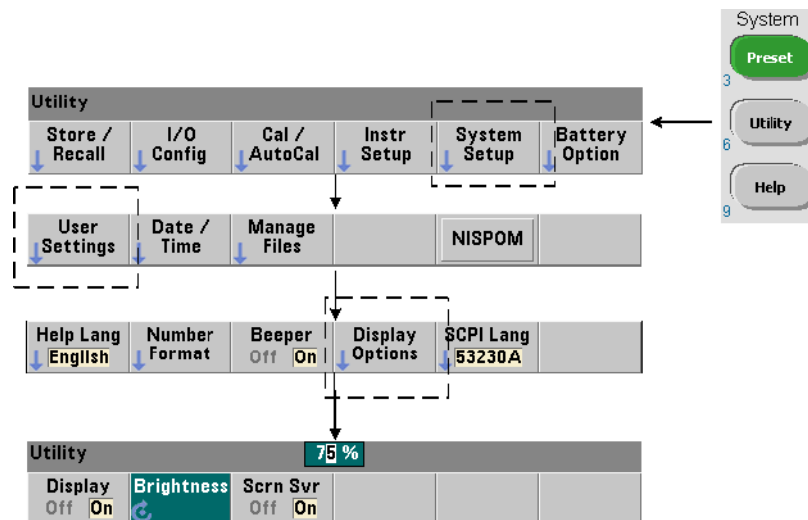 System
Preset
3
Utility
6
Help
9
Utility
Store / Recall
I/O Config
Cal / AutoCal
Instr Setup
System Setup
Battery Option
User Settings
Date / Time
Manage Files
NISPOM
Help Lang
English
Number Format
Beeper
Off On
Display Options
SCPI Lang
53230A
Utility
75 %
Display
Off On
Brightness
Scrn Svr
Off On